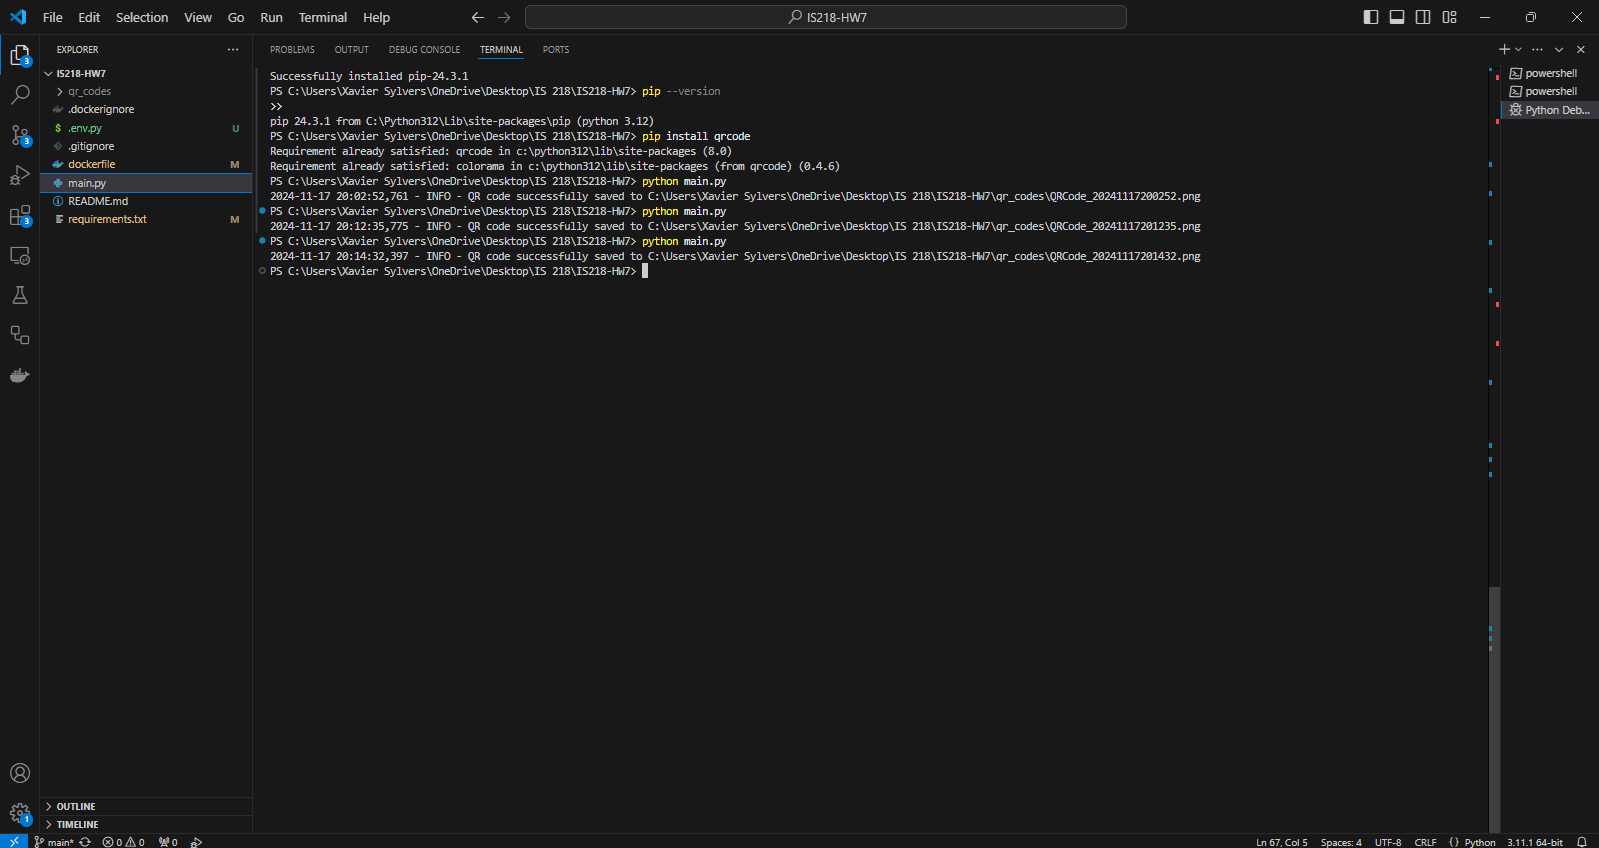 File Edit Selection View Go Run Terminal Help
IS218-HW7
EXPLORER
IS218-HW7
qr_codes
.dockerignore
$ .env.py U
.gitignore
dockerfile M
main.py
README.md
requirements.txt M
OUTLINE
TIMELINE
3
3
3
1
PROBLEMS OUTPUT DEBUG CONSOLE TERMINAL PORTS
Successfully installed pip-24.3.1
PS C:\Users\Xavier Sylvers\OneDrive\Desktop\IS 218\IS218-HW7> pip --version
>>
pip 24.3.1 from C:\Python312\Lib\site-packages\pip (python 3.12)
PS C:\Users\Xavier Sylvers\OneDrive\Desktop\IS 218\IS218-HW7> pip install qrcode
Requirement already satisfied: qrcode in c:\python312\lib\site-packages (8.0)
Requirement already satisfied: colorama in c:\python312\lib\site-packages (from qrcode) (0.4.6)
PS C:\Users\Xavier Sylvers\OneDrive\Desktop\IS 218\IS218-HW7> python main.py
2024-11-17 20:02:52,761 - INFO - QR code successfully saved to C:\Users\Xavier Sylvers\OneDrive\Desktop\IS 218\IS218-HW7\qr_codes\QRCode_20241117200252.png
PS C:\Users\Xavier Sylvers\OneDrive\Desktop\IS 218\IS218-HW7> python main.py
2024-11-17 20:12:35,775 - INFO - QR code successfully saved to C:\Users\Xavier Sylvers\OneDrive\Desktop\IS 218\IS218-HW7\qr_codes\QRCode_20241117201235.png
PS C:\Users\Xavier Sylvers\OneDrive\Desktop\IS 218\IS218-HW7> python main.py
2024-11-17 20:14:32,397 - INFO - QR code successfully saved to C:\Users\Xavier Sylvers\OneDrive\Desktop\IS 218\IS218-HW7\qr_codes\QRCode_20241117201432.png
PS C:\Users\Xavier Sylvers\OneDrive\Desktop\IS 218\IS218-HW7>
powershell
powershell
Python Deb...
main* 0 0 0 Ln 67, Col 5 Spaces: 4 UTF-8 CRLF {} Python 3.11.1 64-bit